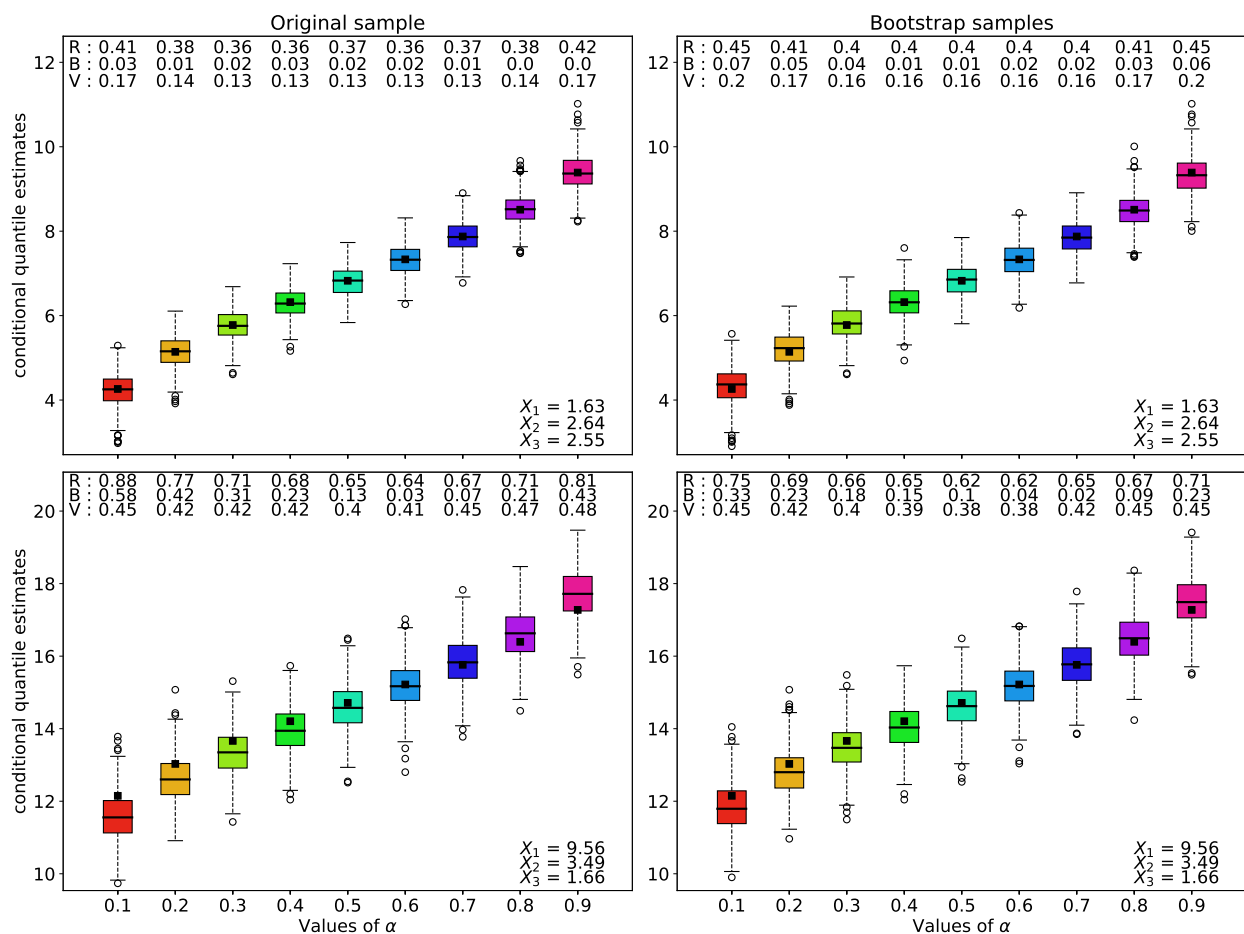 Original sample
Bootstrap samples
R : 0.41 0.38 0.36 0.36 0.37 0.36 0.37 0.38 0.42
B : 0.03 0.01 0.02 0.03 0.02 0.02 0.01 0.0 0.0
V : 0.17 0.14 0.13 0.13 0.13 0.13 0.13 0.14 0.17
12
10
8
6
4
conditional quantile estimates
X1 = 1.63
X2 = 2.64
X3 = 2.55
R : 0.45 0.41 0.4 0.4 0.4 0.4 0.4 0.41 0.45
B : 0.07 0.05 0.04 0.01 0.01 0.02 0.02 0.03 0.06
V : 0.2 0.17 0.16 0.16 0.16 0.16 0.16 0.17 0.2
12
10
8
6
4
X1 = 1.63
X2 = 2.64
X3 = 2.55
R : 0.88 0.77 0.71 0.68 0.65 0.64 0.67 0.71 0.81
B : 0.58 0.42 0.31 0.23 0.13 0.03 0.07 0.21 0.43
V : 0.45 0.42 0.42 0.42 0.4 0.41 0.45 0.47 0.48
20
18
16
14
12
10
conditional quantile estimates
X1 = 9.56
X2 = 3.49
X3 = 1.66
0.1 0.2 0.3 0.4 0.5 0.6 0.7 0.8 0.9
Values of α
R : 0.75 0.69 0.66 0.65 0.62 0.62 0.65 0.67 0.71
B : 0.33 0.23 0.18 0.15 0.1 0.04 0.02 0.09 0.23
V : 0.45 0.42 0.4 0.39 0.38 0.38 0.42 0.45 0.45
20
18
16
14
12
10
X1 = 9.56
X2 = 3.49
X3 = 1.66
0.1 0.2 0.3 0.4 0.5 0.6 0.7 0.8 0.9
Values of α